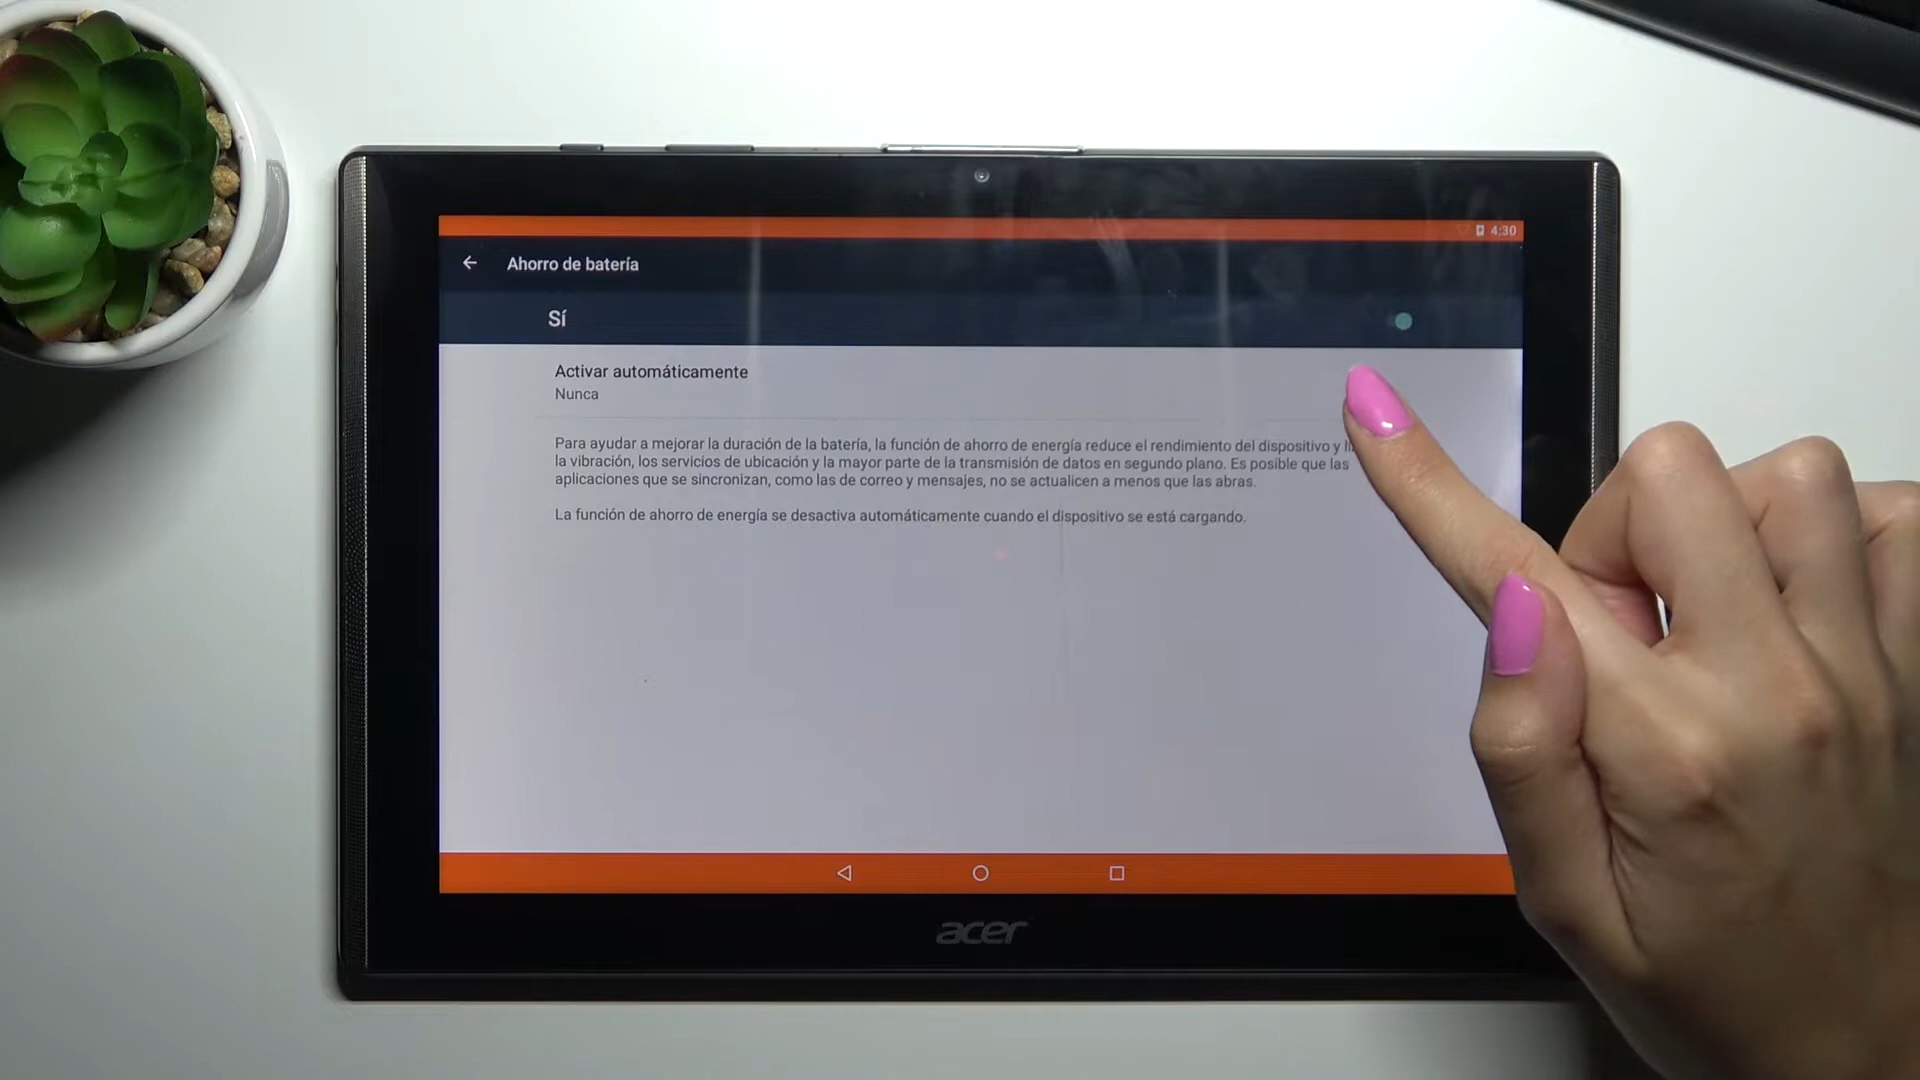 4:30
Ahorro de batería
Sí
Activar automáticamente
Nunca
Para ayudar a mejorar la duración de la batería, la función de ahorro de energía reduce el rendimiento del dispositivo y
la vibración, los servicios de ubicación y la mayor parte de la transmisión de datos en segundo plano. Es posible que las
aplicaciones que se sincronizan, como las de correo y mensajes, no se actualicen a menos que las abras.
La función de ahorro de energía se desactiva automáticamente cuando el dispositivo se está cargando.
acer